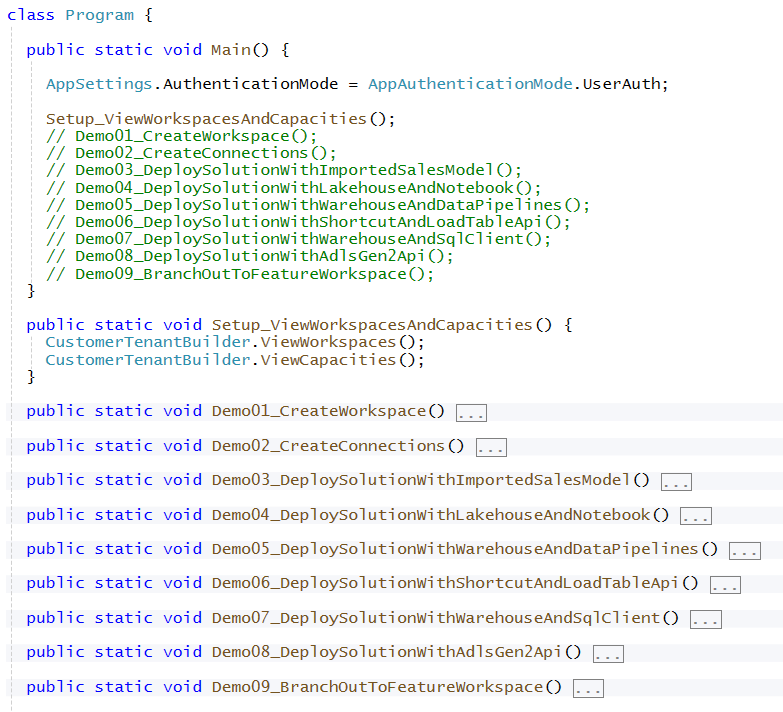 class Program {
public static void Main() {
AppSettings.AuthenticationMode = AppAuthenticationMode.UserAuth;
Setup_ViewWorkspacesAndCapacities();
// Demo01_CreateWorkspace();
// Demo02_CreateConnections();
// Demo03_DeploySolutionWithImportedSalesModel();
// Demo04_DeploySolutionWithLakehouseAndNotebook();
// Demo05_DeploySolutionWithWarehouseAndDataPipelines();
// Demo06_DeploySolutionWithShortcutAndLoadTableApi();
// Demo07_DeploySolutionWithWarehouseAndSqlClient();
// Demo08_DeploySolutionWithAdlsGen2Api();
// Demo09_BranchOutToFeatureWorkspace();
}
public static void Setup_ViewWorkspacesAndCapacities() {
CustomerTenantBuilder.ViewWorkspaces();
CustomerTenantBuilder.ViewCapacities();
}
public static void Demo01_CreateWorkspace() ...
public static void Demo02_CreateConnections() ...
public static void Demo03_DeploySolutionWithImportedSalesModel() ...
public static void Demo04_DeploySolutionWithLakehouseAndNotebook() ...
public static void Demo05_DeploySolutionWithWarehouseAndDataPipelines() ...
public static void Demo06_DeploySolutionWithShortcutAndLoadTableApi() ...
public static void Demo07_DeploySolutionWithWarehouseAndSqlClient() ...
public static void Demo08_DeploySolutionWithAdlsGen2Api() ...
public static void Demo09_BranchOutToFeatureWorkspace() ...